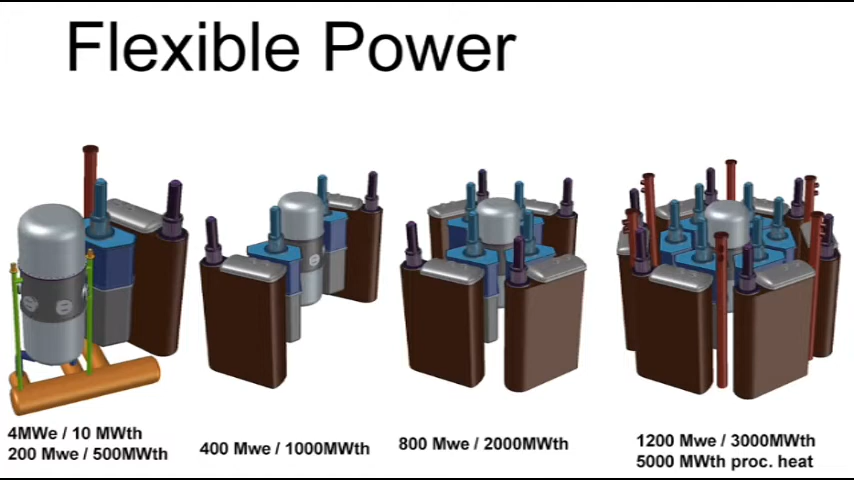 Flexible Power
4MWe / 10 MWth
200 Mwe / 500MWth
400 Mwe / 1000MWth
800 Mwe / 2000MWth
1200 Mwe / 3000MWth
5000 MWth proc. heat